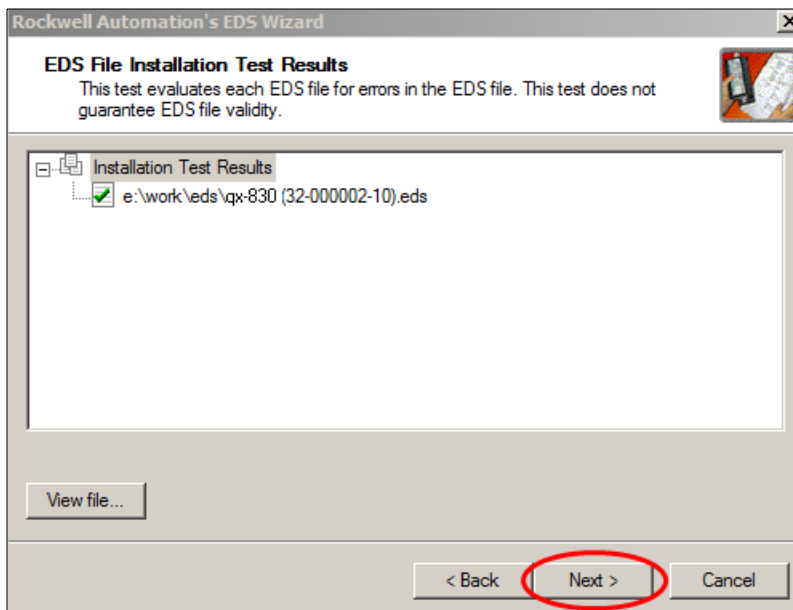 Rockwell Automation's EDS Wizard
EDS File Installation Test Results
This test evaluates each EDS file for errors in the EDS file. This test does not
guarantee EDS file validity.
Installation Test Results
e:\work\eds\qx-830 (32-000002-10).eds
View file...
< Back Next > Cancel